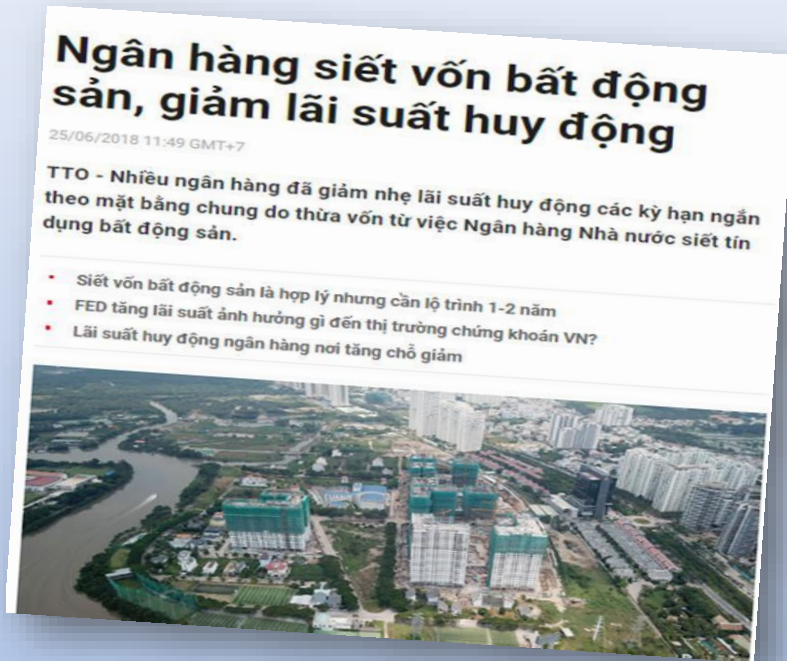 Ngân hàng siết vốn bất động
sản, giảm lãi suất huy động
25/06/2018 11:49 GMT+7
TTO - Nhiều ngân hàng đã giảm nhẹ lãi suất huy động các kỳ hạn ngắn
theo mặt bằng chung do thừa vốn từ việc Ngân hàng Nhà nước siết tín
dụng bất động sản.
Siết vốn bất động sản là hợp lý nhưng cần lộ trình 1-2 năm
FED tăng lãi suất ảnh hưởng gì đến thị trường chứng khoán VN?
Lãi suất huy động ngân hàng nơi tăng chỗ giảm